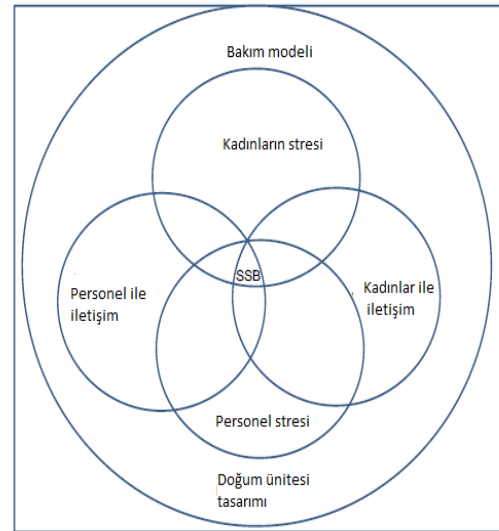 Bakım modeli
Kadınların stresi
SSB
Personel ile
iletişim
Kadınlar ile
iletişim
Personel stresi
Doğum ünitesi
tasarımı